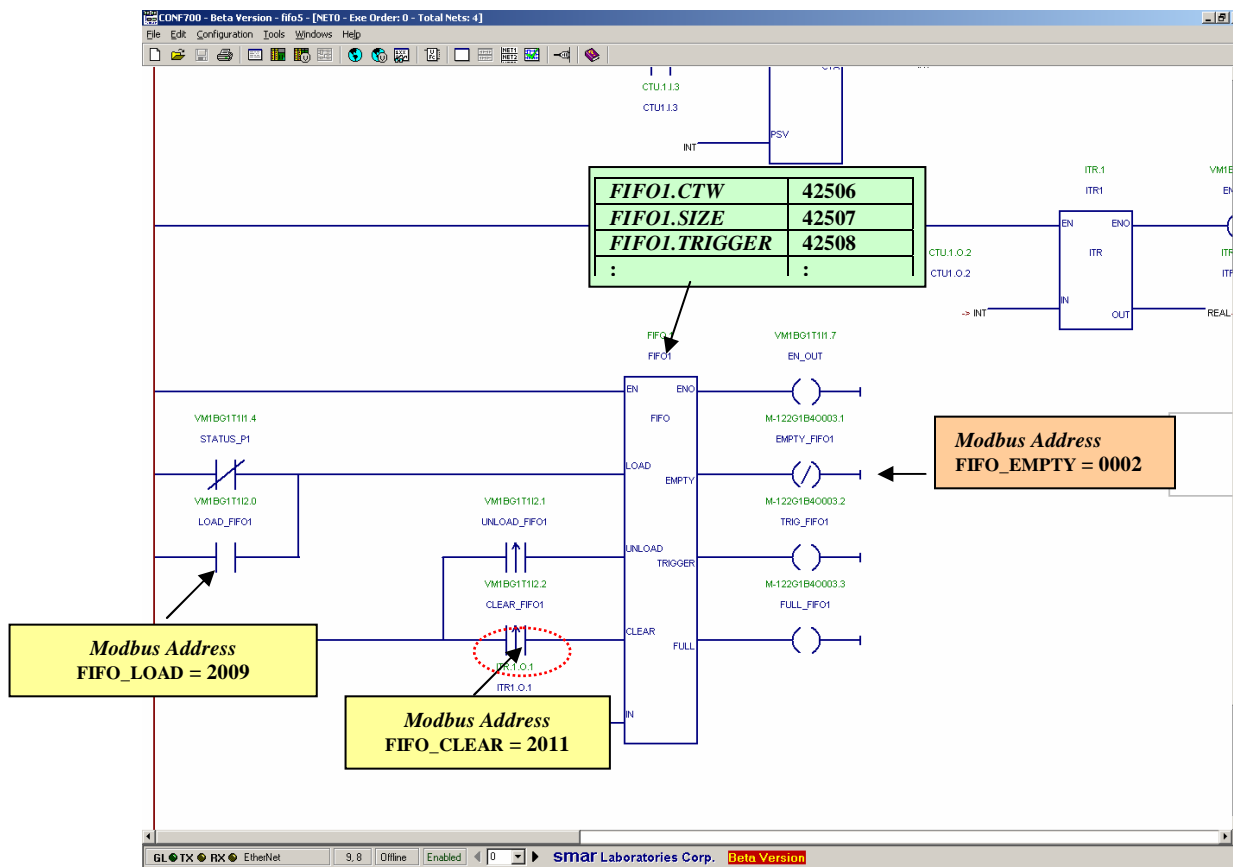 CONF700 - Beta Version - fifo5 - [NET0 - Exe Order: 0 - Total Nets: 4]
File Edit Configuration Tools Windows Help
CTU.1.I.3
CTU1.I.3
PSV
INT
FIFO1.CTW 42506
FIFO1.SIZE 42507
FIFO1.TRIGGER 42508
: :
CTU.1.O.2
CTU1.O.2
ITR.1
ITR1
EN ENO
ITR
IN
OUT
-> INT
REAL
FIFO1
VM1BG1T1I1.7
EN_OUT
EN ENO
FIFO
VM1BG1T1I1.4
STATUS_P1
M-122G1B4O003.1
EMPTY_FIFO1
LOAD
EMPTY
Modbus Address
FIFO_EMPTY = 0002
VM1BG1T1I2.0
LOAD_FIFO1
VM1BG1T1I2.1
UNLOAD_FIFO1
M-122G1B4O003.2
TRIG_FIFO1
UNLOAD
TRIGGER
VM1BG1T1I2.2
CLEAR_FIFO1
M-122G1B4O003.3
FULL_FIFO1
CLEAR
FULL
Modbus Address
FIFO_LOAD = 2009
ITR.1.O.1
ITR1.O.1
IN
Modbus Address
FIFO_CLEAR = 2011
GL TX RX EtherNet 9, 8 Offline Enabled 0 smar Laboratories Corp. Beta Version